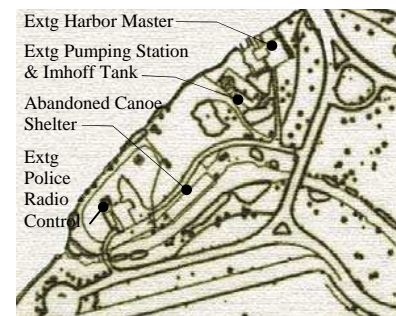 Extg Harbor Master
Extg Pumping Station
& Imhoff Tank
Abandoned Canoe
Shelter
Extg
Police
Radio
Control